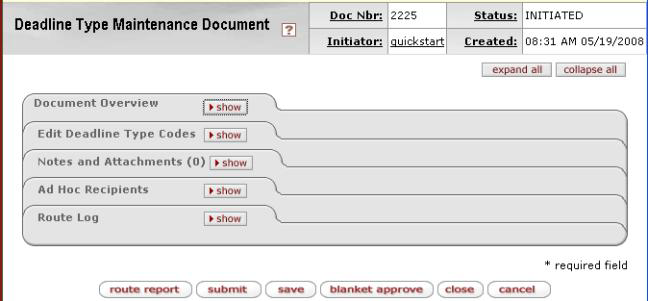 Deadline Type Maintenance Document ?
Doc Nbr: 2225 Status: INITIATED
Initiator: quickstart Created: 08:31 AM 05/19/2008
expand all collapse all
Document Overview show
Edit Deadline Type Codes show
Notes and Attachments (0) show
Ad Hoc Recipients show
Route Log show
* required field
route report submit save blanket approve close cancel